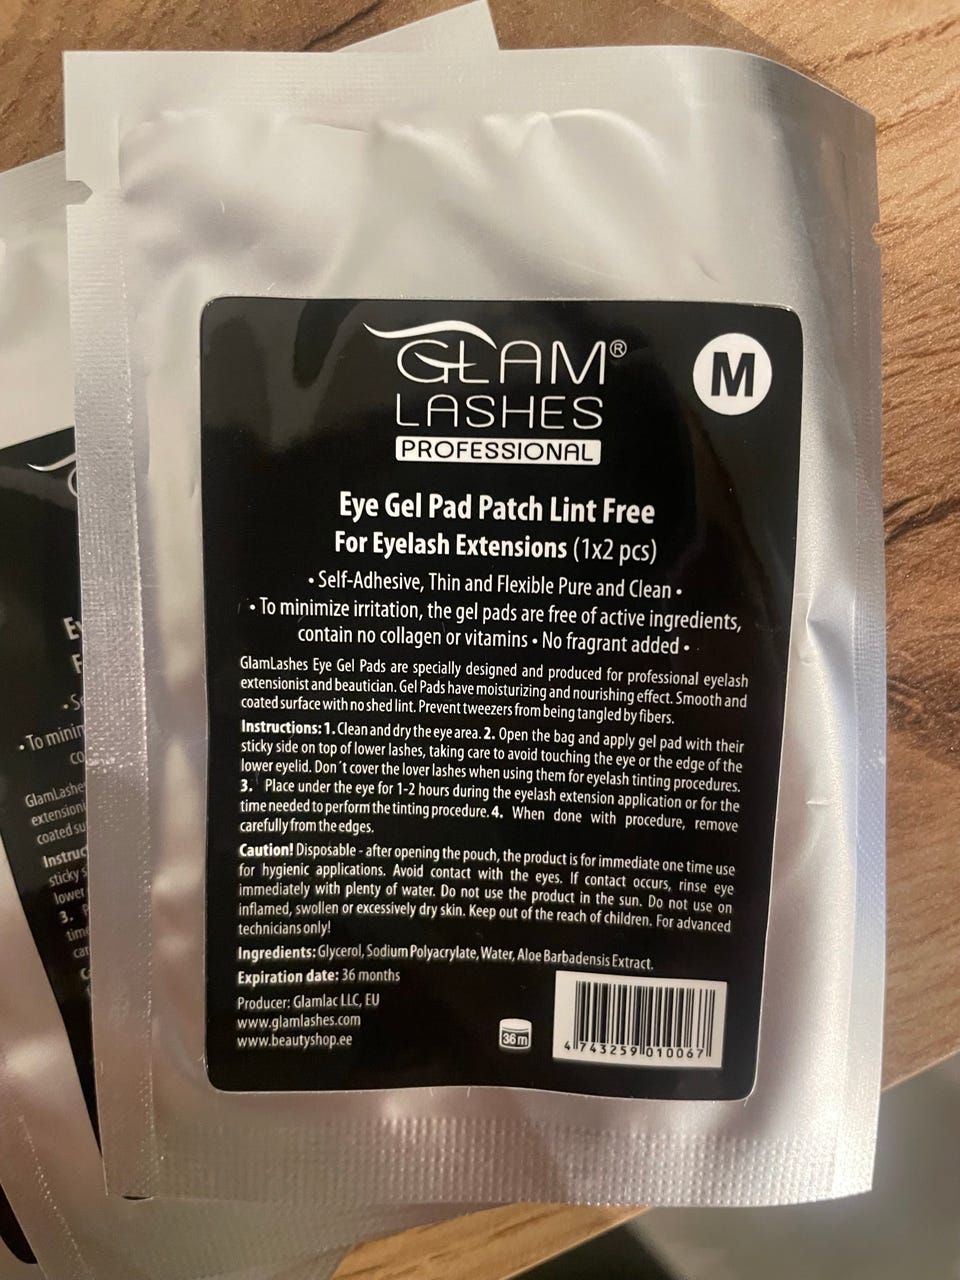 GLAM®
LASHES
PROFESSIONAL
M
Eye Gel Pad Patch Lint Free
For Eyelash Extensions (1x2 pcs)
• Self-Adhesive, Thin and Flexible Pure and Clean •
• To minimize irritation, the gel pads are free of active ingredients,
contain no collagen or vitamins • No fragrant added •
GlamLashes Eye Gel Pads are specially designed and produced for professional eyelash
extensionist and beautician. Gel Pads have moisturizing and nourishing effect. Smooth and
coated surface with no shed lint. Prevent tweezers from being tangled by fibers.
Instructions: 1. Clean and dry the eye area. 2. Open the bag and apply gel pad with their
sticky side on top of lower lashes, taking care to avoid touching the eye or the edge of the
lower eyelid. Don´t cover the lover lashes when using them for eyelash tinting procedures.
3. Place under the eye for 1-2 hours during the eyelash extension application or for the
time needed to perform the tinting procedure. 4. When done with procedure, remove
carefully from the edges.
Caution! Disposable - after opening the pouch, the product is for immediate one time use
for hygienic applications. Avoid contact with the eyes. If contact occurs, rinse eye
immediately with plenty of water. Do not use the product in the sun. Do not use on
inflamed, swollen or excessively dry skin. Keep out of the reach of children. For advanced
technicians only!
Ingredients: Glycerol, Sodium Polyacrylate, Water, Aloe Barbadensis Extract.
Expiration date: 36 months
Producer: Glamlac LLC, EU
www.glamlashes.com
www.beautyshop.ee
36m
4 743259 010067
• To minim
GlamLashe
extension
coated su
Instruc
sticky s
lower
3.